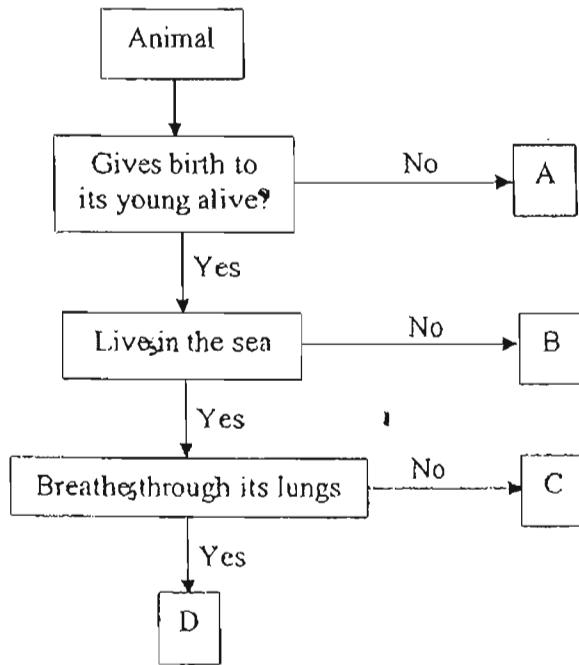 Animal
Gives birth to
its young alive?
No
A
Yes
Lives in the sea
No
B
Yes
Breathes through its lungs
No
C
Yes
D